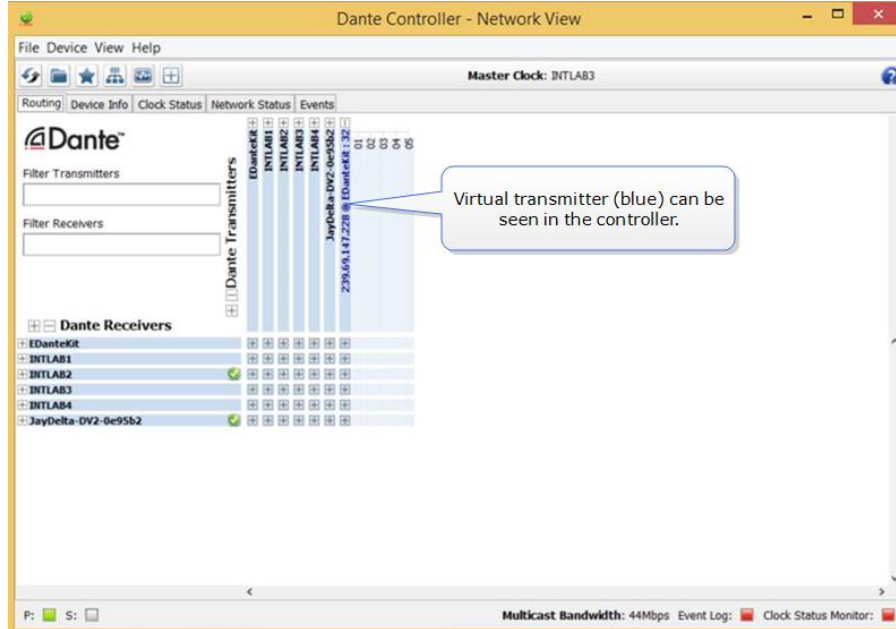 Dante Controller - Network View
File Device View Help
Master Clock: INTLAB3
Routing Device Info Clock Status Network Status Events
Dante™
Filter Transmitters
Filter Receivers
Dante Transmitters
EDanteKit
INTLAB1
INTLAB2
INTLAB3
INTLAB4
JayDelta-DV2-0e95b2
239.69.147.228 @ EDanteKit : 32
01
02
03
04
05
Virtual transmitter (blue) can be
seen in the controller.
Dante Receivers
EDanteKit
INTLAB1
INTLAB2
INTLAB3
INTLAB4
JayDelta-DV2-0e95b2
P: S: Multicast Bandwidth: 44Mbps Event Log: Clock Status Monitor: